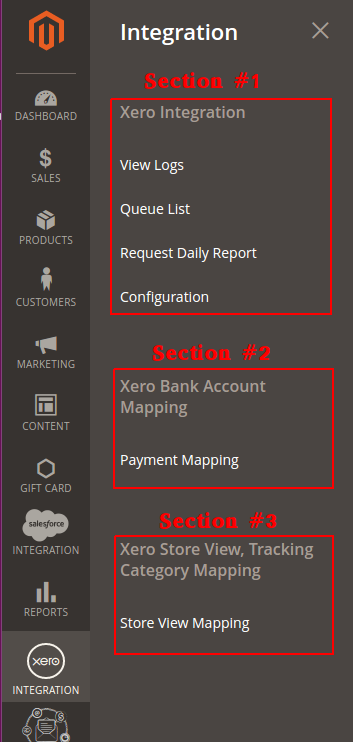 Integration
Section #1
Xero Integration
View Logs
Queue List
Request Daily Report
Configuration
Section #2
Xero Bank Account
Mapping
Payment Mapping
Section #3
Xero Store View, Tracking
Category Mapping
Store View Mapping
DASHBOARD
$
SALES
PRODUCTS
CUSTOMERS
MARKETING
CONTENT
GIFT CARD
salesforce
INTEGRATION
REPORTS
xero
INTEGRATION